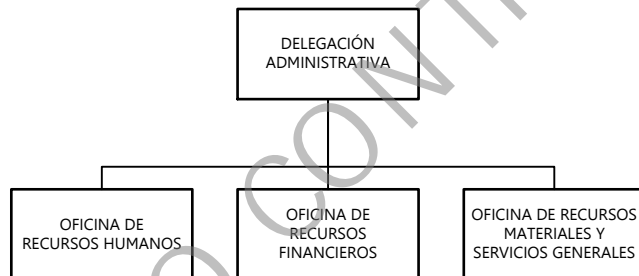 DELEGACIÓN
ADMINISTRATIVA
OFICINA DE
RECURSOS HUMANOS
OFICINA DE
RECURSOS
FINANCIEROS
OFICINA DE RECURSOS
MATERIALES Y
SERVICIOS GENERALES